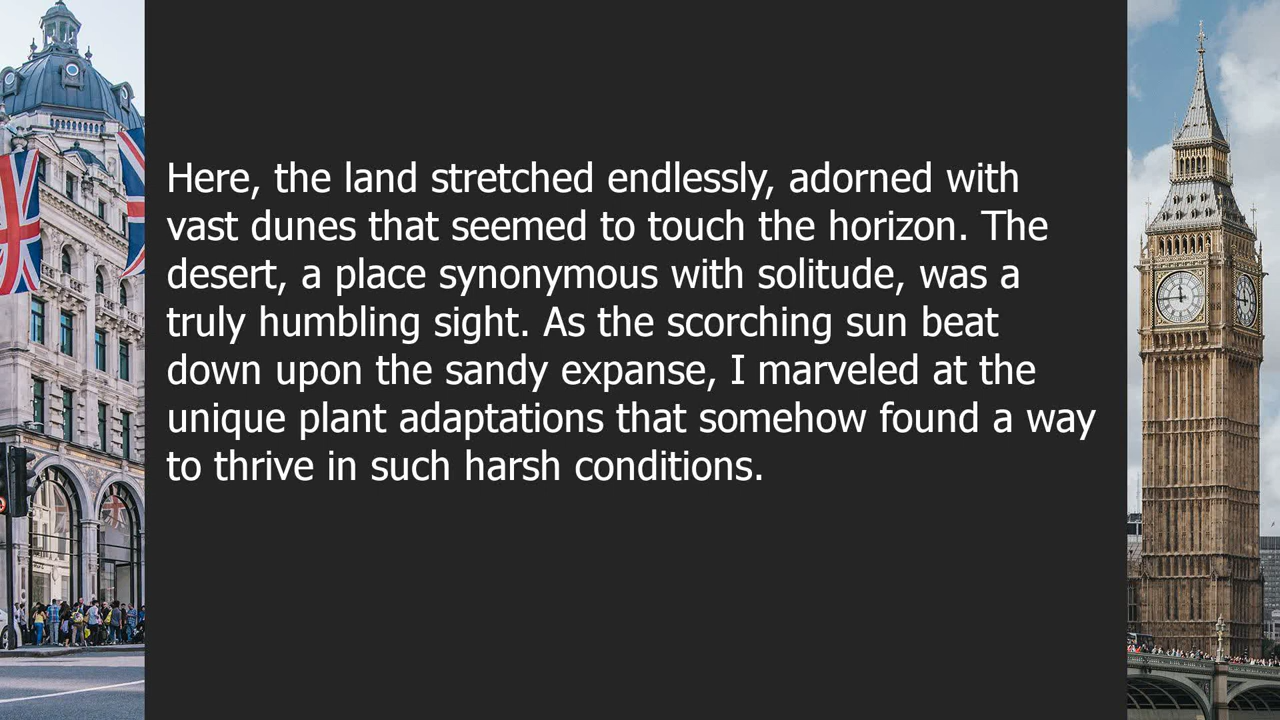 Here, the land stretched endlessly, adorned with
vast dunes that seemed to touch the horizon. The
desert, a place synonymous with solitude, was a
truly humbling sight. As the scorching sun beat
down upon the sandy expanse, I marveled at the
unique plant adaptations that somehow found a way
to thrive in such harsh conditions.